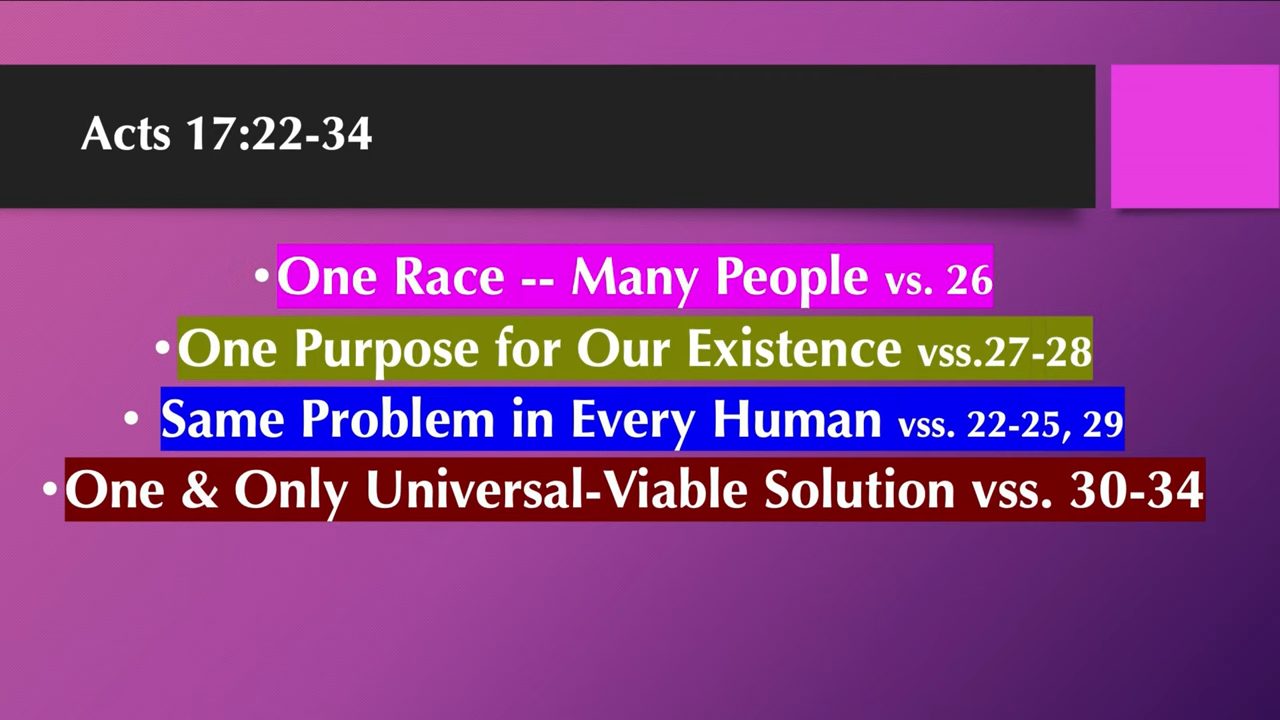 Acts 17:22-34
•One Race -- Many People vs. 26
•One Purpose for Our Existence vss.27-28
• Same Problem in Every Human vss. 22-25, 29
•One & Only Universal-Viable Solution vss. 30-34